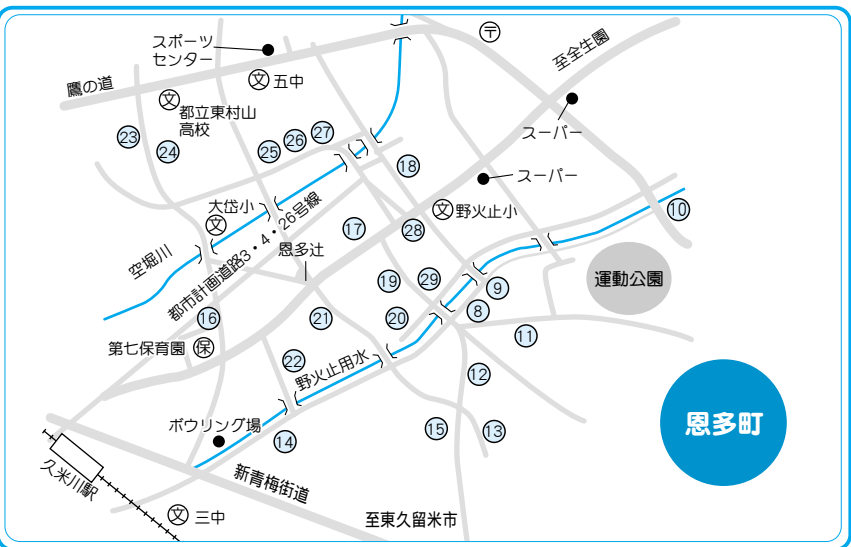 〒
スポーツ
センター
至全生園
文 五中
鷹の道
文
都立東村山
高校
スーパー
23
24
25
26
27
18
スーパー
大岱小
文
文 野火止小
10
17
28
空堀川
恩多辻
都市計画道路3・4・26号線
運動公園
19
29
9
8
16
21
20
11
第七保育園 保
22
野火止用水
12
ボウリング場
恩多町
14
15
13
久米川駅
新青梅街道
文 三中
至東久留米市